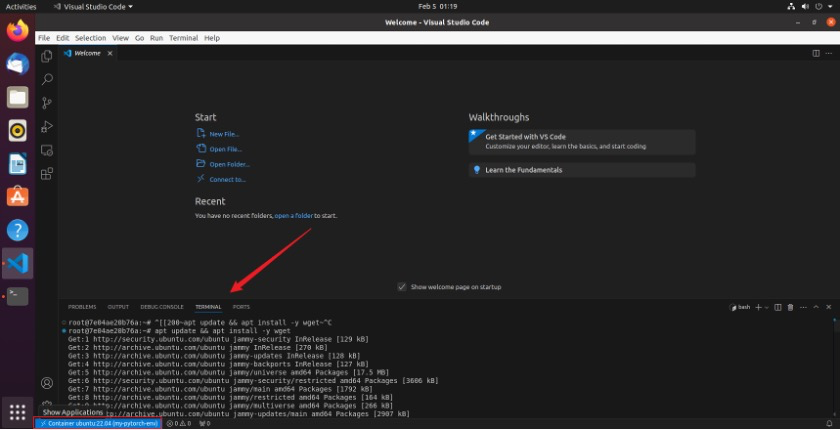 Activities
Visual Studio Code
Feb 5 01:19
Welcome - Visual Studio Code
File Edit Selection View Go Run Terminal Help
Welcome
Start
New File...
Open File...
Open Folder...
Connect to...
Recent
You have no recent folders, open a folder to start.
Walkthroughs
Get Started with VS Code
Customize your editor, learn the basics, and start coding
Learn the Fundamentals
Show welcome page on startup
PROBLEMS OUTPUT DEBUG CONSOLE TERMINAL PORTS
bash
root@7e04ae20b76a:~# ^[[200~apt update && apt install -y wget~^C
root@7e04ae20b76a:~# apt update && apt install -y wget
Get:1 http://security.ubuntu.com/ubuntu jammy-security InRelease [129 kB]
Get:2 http://archive.ubuntu.com/ubuntu jammy InRelease [270 kB]
Get:3 http://archive.ubuntu.com/ubuntu jammy-updates InRelease [128 kB]
Get:4 http://archive.ubuntu.com/ubuntu jammy-backports InRelease [127 kB]
Get:5 http://archive.ubuntu.com/ubuntu jammy/universe amd64 Packages [17.5 MB]
Get:6 http://security.ubuntu.com/ubuntu jammy-security/restricted amd64 Packages [3606 kB]
Get:7 http://archive.ubuntu.com/ubuntu jammy/main amd64 Packages [1792 kB]
Get:8 http://archive.ubuntu.com/ubuntu jammy/restricted amd64 Packages [164 kB]
Get:9 http://archive.ubuntu.com/ubuntu jammy/multiverse amd64 Packages [266 kB]
http://archive.ubuntu.com/ubuntu jammy-updates/main amd64 Packages [2907 kB]
Show Applications
Container ubuntu:22.04 (my-pytorch-env)
0 0
0